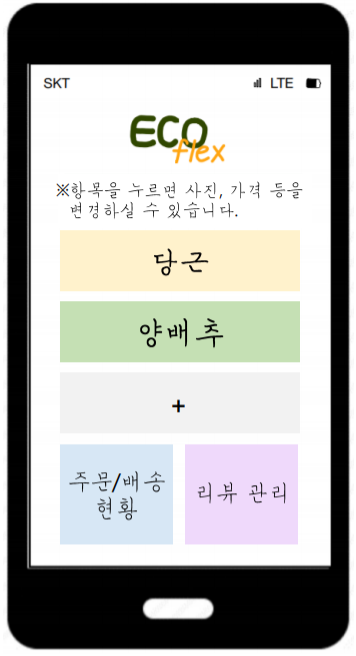 SKT LTE
ECO
flex
※항목을 누르면 사진, 가격 등을
변경하실 수 있습니다.
당근
양배추
+
주문/배송
현황
리뷰 관리